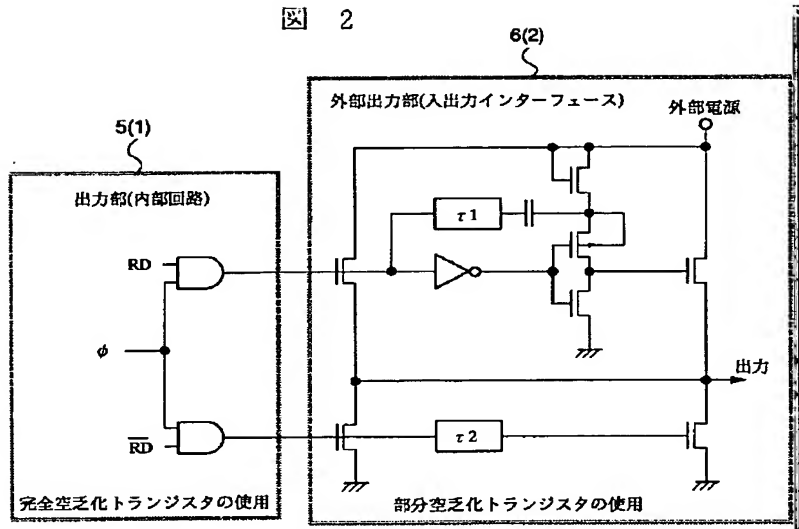 図 2
6(2)
5(1)
外部出力部(入出力インターフェース)
外部電源
出力部(内部回路)
τ1
RD
φ
出力
R̅D̅
τ2
完全空乏化トランジスタの使用
部分空乏化トランジスタの使用